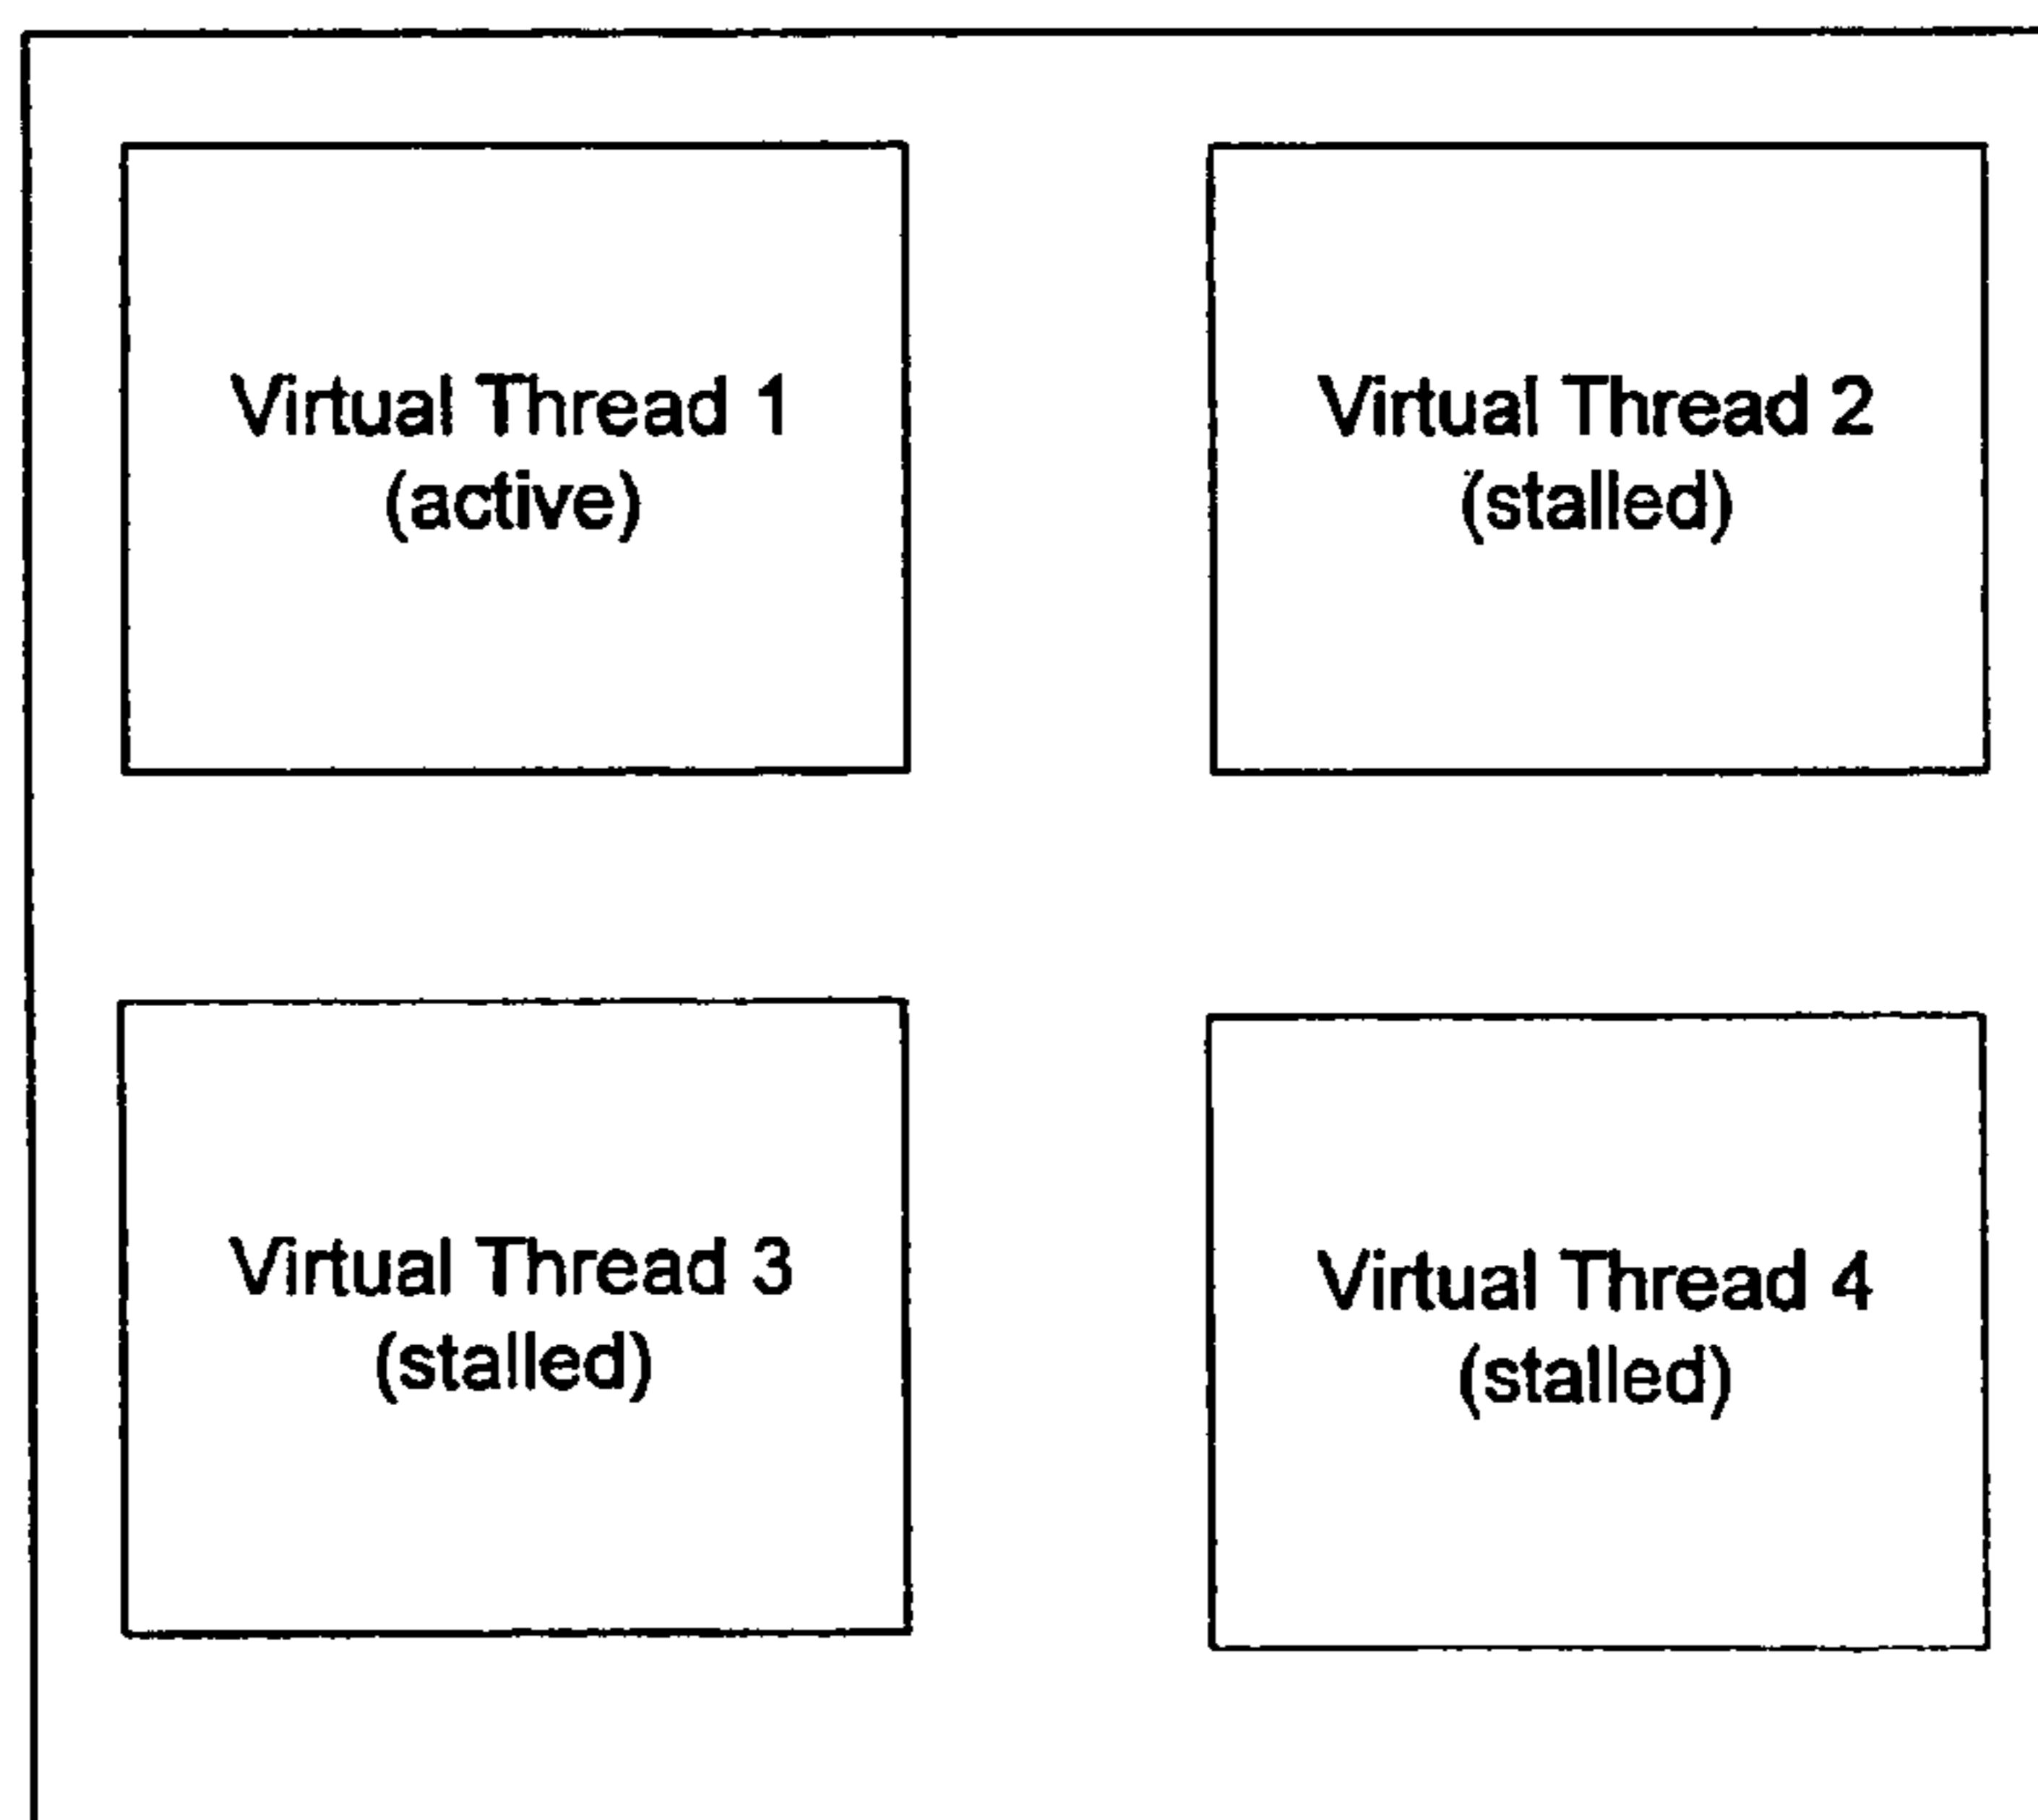 Virtual Thread 1
(active)
Virtual Thread 2
(stalled)
Virtual Thread 3
(stalled)
Virtual Thread 4
(stalled)